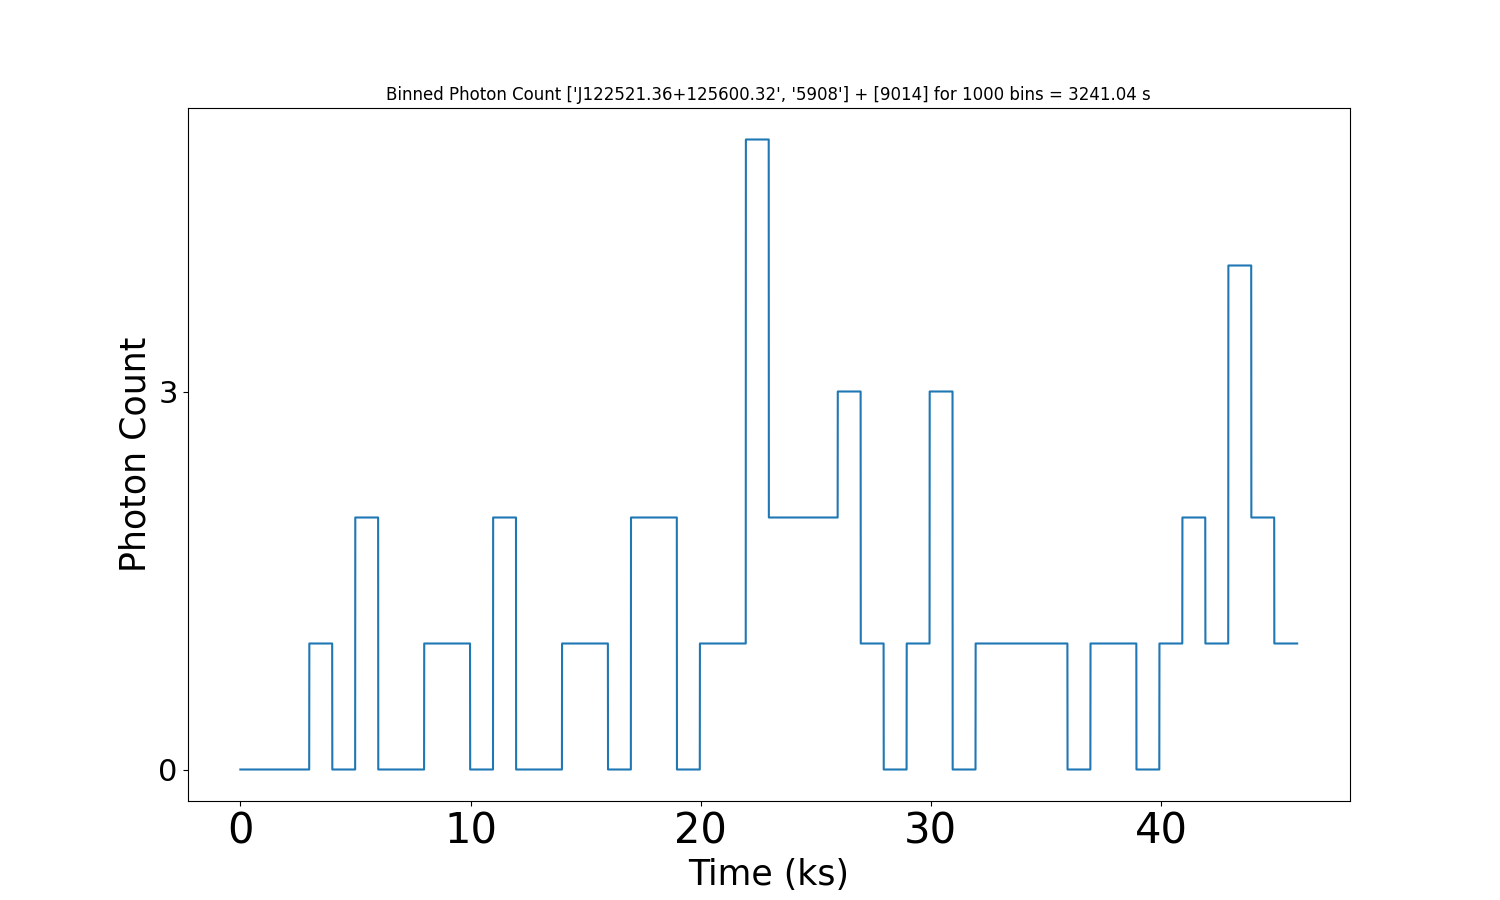 Binned Photon Count ['J122521.36+125600.32', '5908'] + [9014] for 1000 bins = 3241.04 s
Photon Count
3
0
0 10 20 30 40
Time (ks)